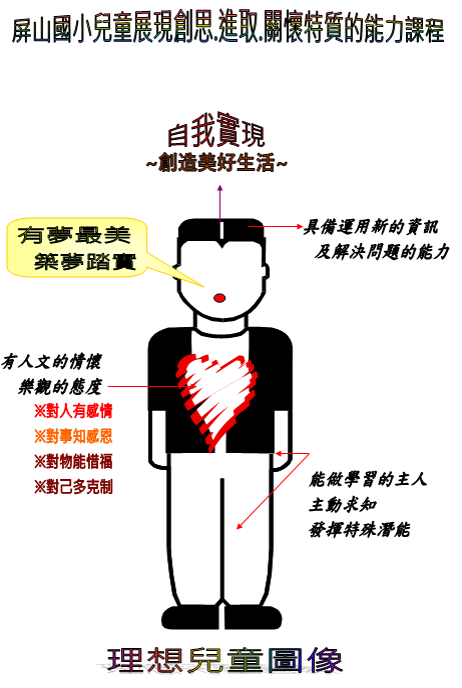 屏山國小兒童展現創思.進取.關懷特質的能力課程
自我實現
~創造美好生活~
有夢最美
築夢踏實
具備運用新的資訊
及解決問題的能力
有人文的情懷
樂觀的態度
※對人有感情
※對事知感恩
※對物能惜福
※對己多克制
能做學習的主人
主動求知
發揮特殊潛能
理想兒童圖像